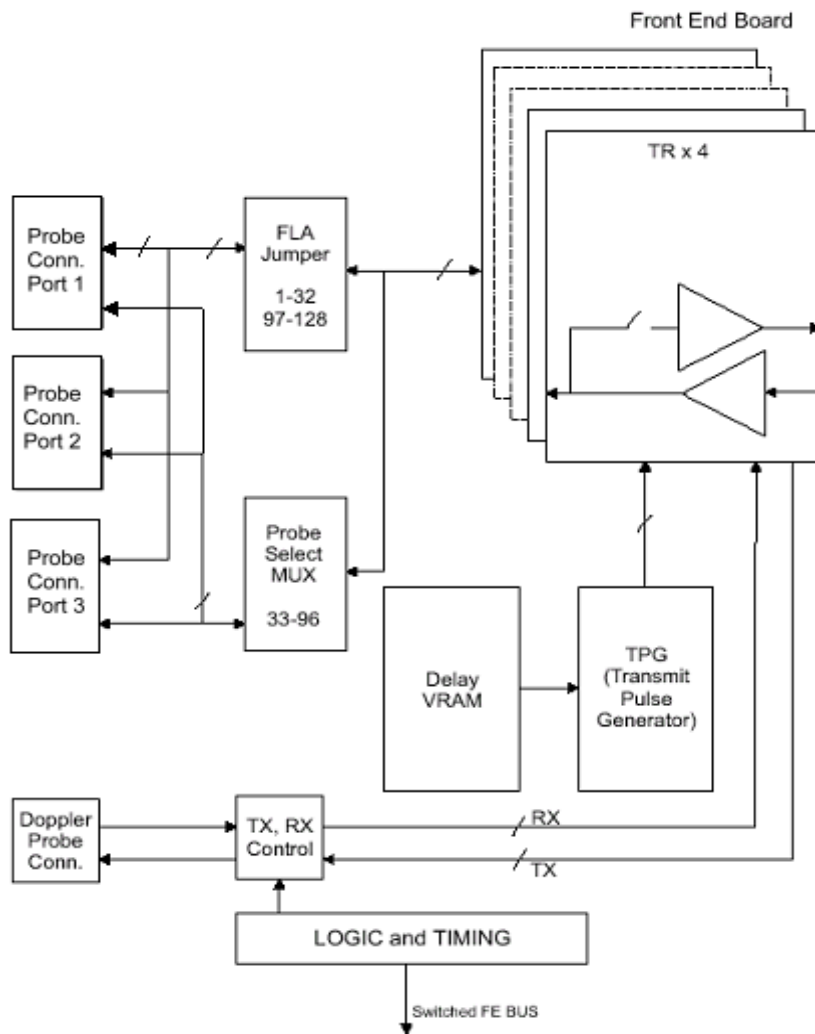 Front End Board
TR x 4
Probe
Conn.
Port 1
FLA
Jumper
1-32
97-128
Probe
Conn.
Port 2
Probe
Conn.
Port 3
Probe
Select
MUX
33-96
Delay
VRAM
TPG
(Transmit
Pulse
Generator)
Doppler
Probe
Conn.
TX, RX
Control
RX
TX
LOGIC and TIMING
Switched FE BUS